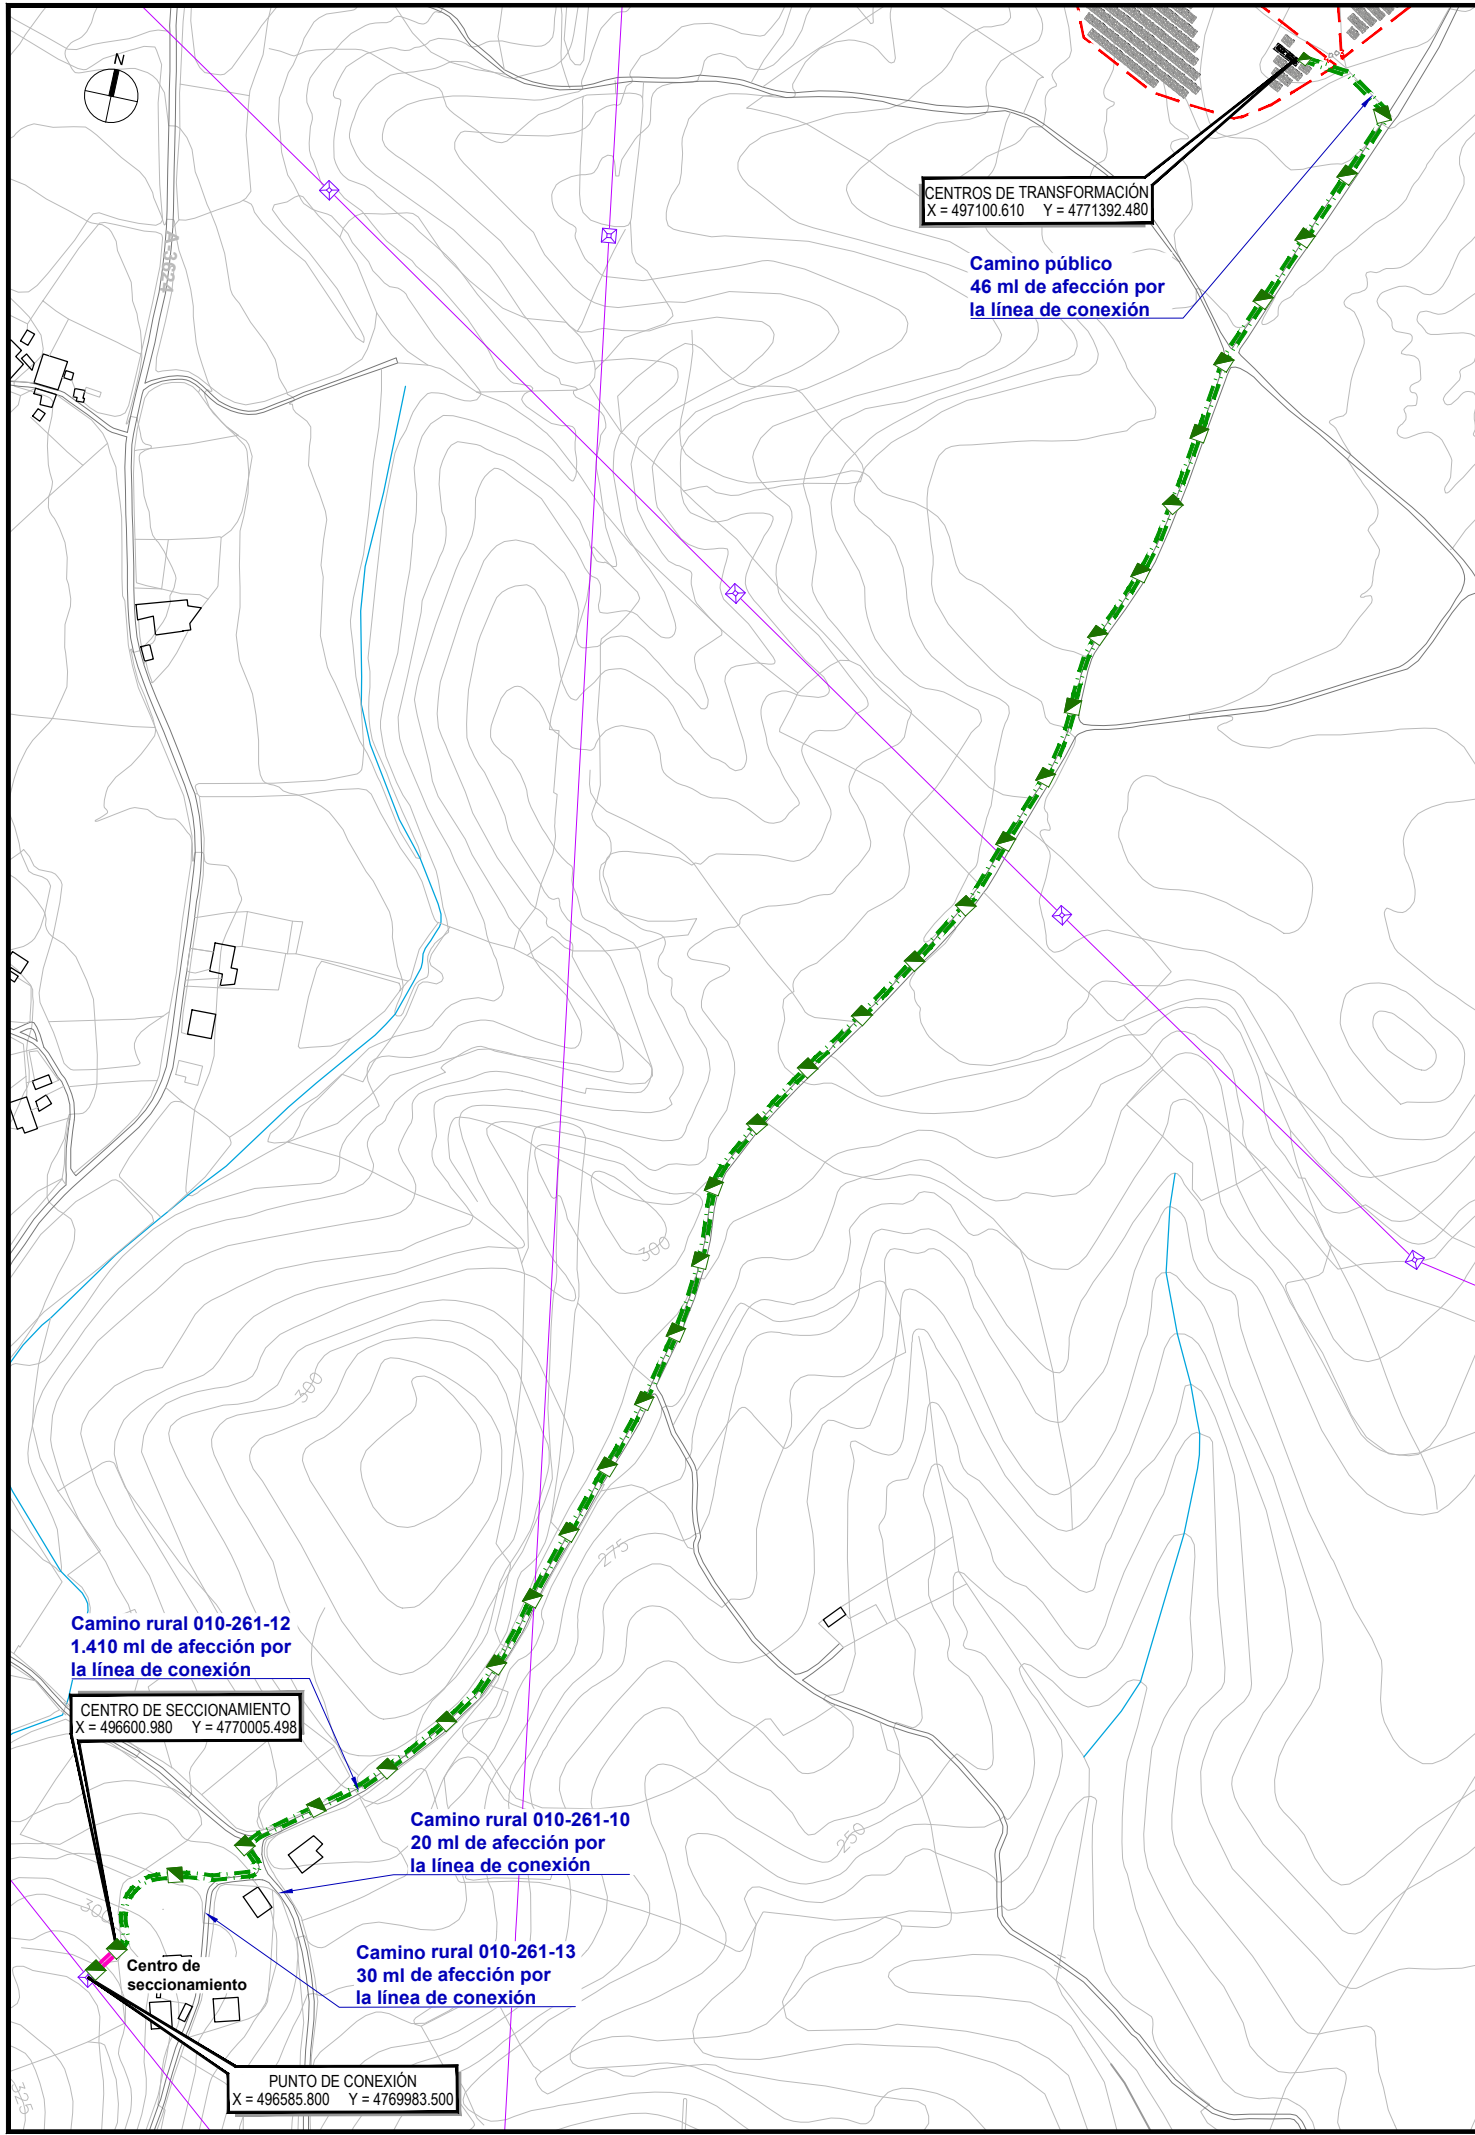 N
A-3624
CENTROS DE TRANSFORMACIÓN
X = 497100.610 Y = 4771392.480
Camino público
46 ml de afección por
la línea de conexión
300
300
275
Camino rural 010-261-12
1.410 ml de afección por
la línea de conexión
CENTRO DE SECCIONAMIENTO
X = 496600.980 Y = 4770005.498
Camino rural 010-261-10
20 ml de afección por
la línea de conexión
250
300
Camino rural 010-261-13
30 ml de afección por
la línea de conexión
Centro de
seccionamiento
PUNTO DE CONEXIÓN
X = 496585.800 Y = 4769983.500
325